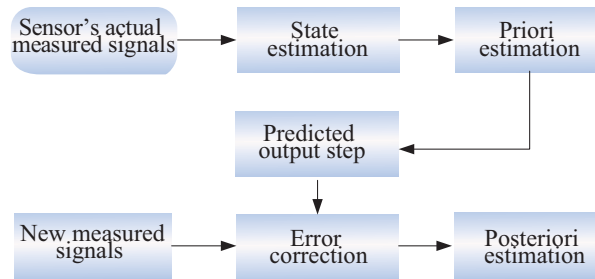 Sensor's actual
measured signals
State
estimation
Priori
estimation
Predicted
output step
New measured
signals
Error
correction
Posteriori
estimation